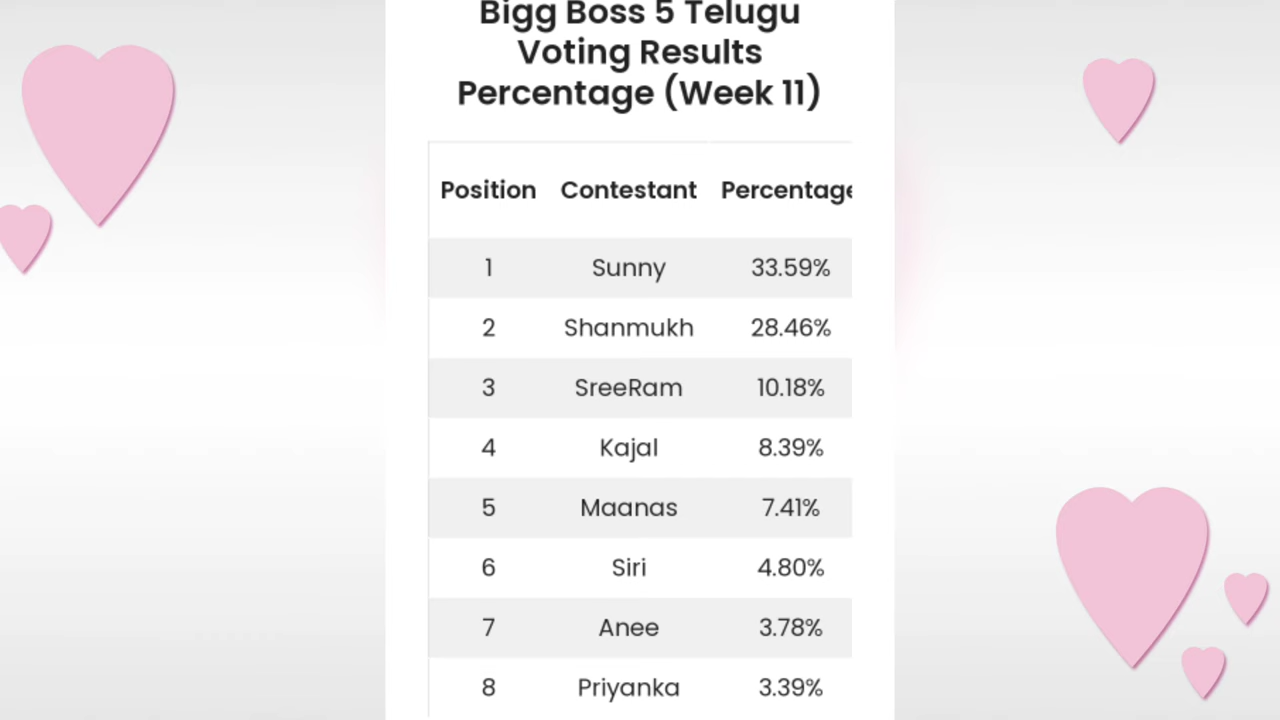 Bigg Boss 5 Telugu
Voting Results
Percentage (Week 11)
Position Contestant Percentage
1 Sunny 33.59%
2 Shanmukh 28.46%
3 SreeRam 10.18%
4 Kajal 8.39%
5 Maanas 7.41%
6 Siri 4.80%
7 Anee 3.78%
8 Priyanka 3.39%